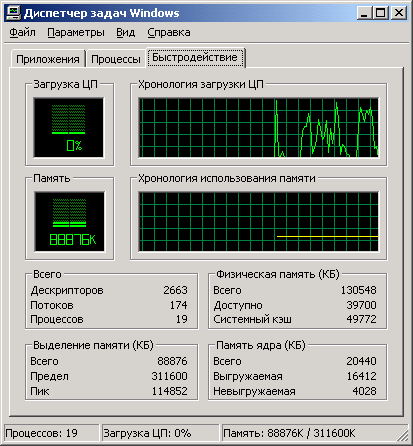 Диспетчер задач Windows
Файл Параметры Вид Справка
Приложения Процессы Быстродействие
Загрузка ЦП Хронология загрузки ЦП
0%
Память Хронология использования памяти
88876K
Всего Физическая память (КБ)
Дескрипторов 2663 Всего 130548
Потоков 174 Доступно 39700
Процессов 19 Системный кэш 49772
Выделение памяти (КБ) Память ядра (КБ)
Всего 88876 Всего 20440
Предел 311600 Выгружаемая 16412
Пик 114852 Невыгружаемая 4028
Процессов: 19 Загрузка ЦП: 0% Память: 88876K / 311600K